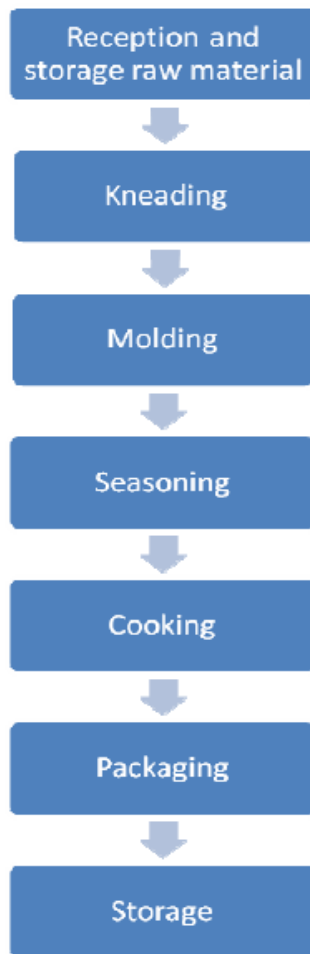 Reception and
storage raw material
Kneading
Molding
Seasoning
Cooking
Packaging
Storage